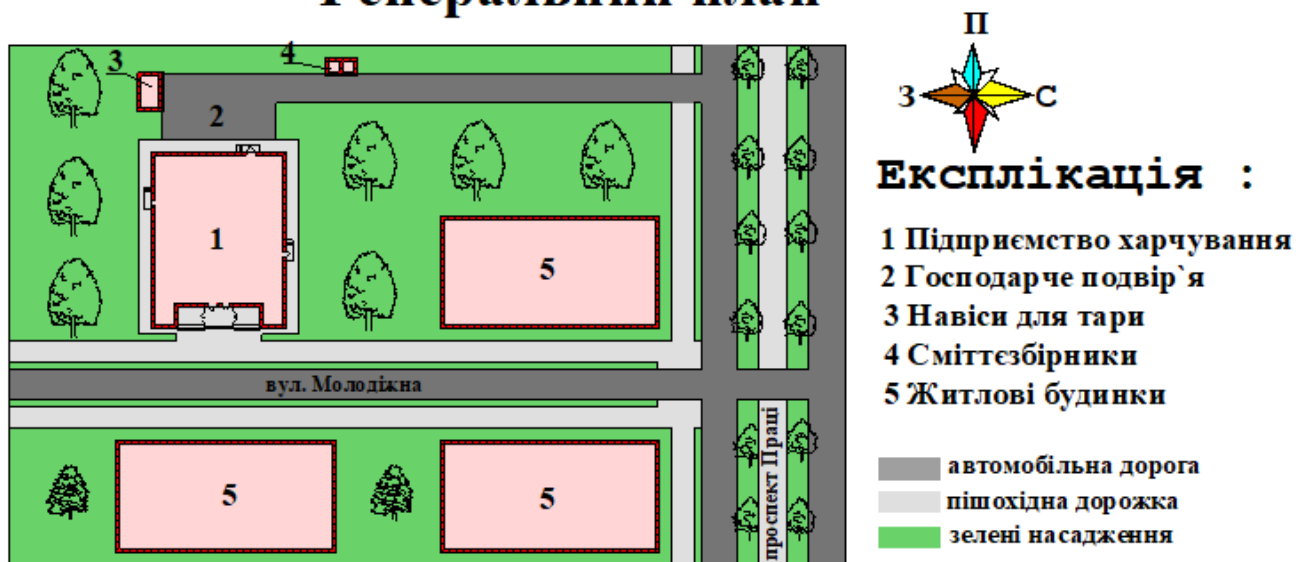 Генеральний план
П
З С
Експлікація :
1 Підприємство харчування
2 Господарче подвір`я
3 Навіси для тари
4 Сміттєзбірники
5 Житлові будинки
автомобільна дорога
пішохідна дорожка
зелені насадження
3
4
2
1
5
вул. Молодіжна
5
5
проспект Праці